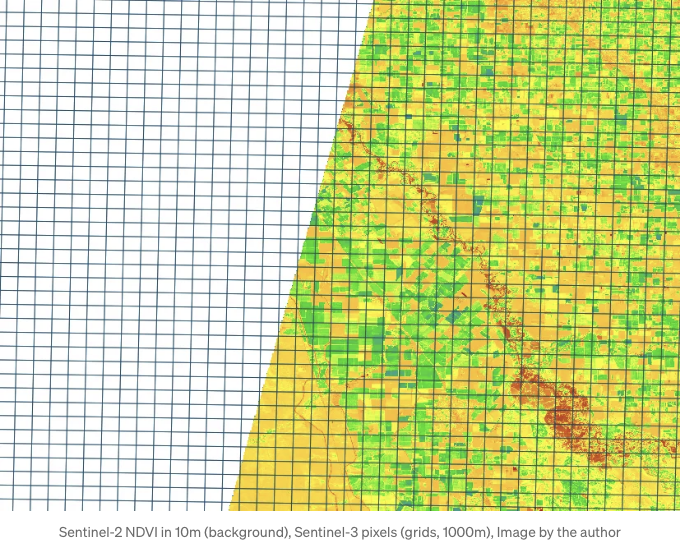 Sentinel-2 NDVI in 10m (background), Sentinel-3 pixels (grids, 1000m), Image by the author